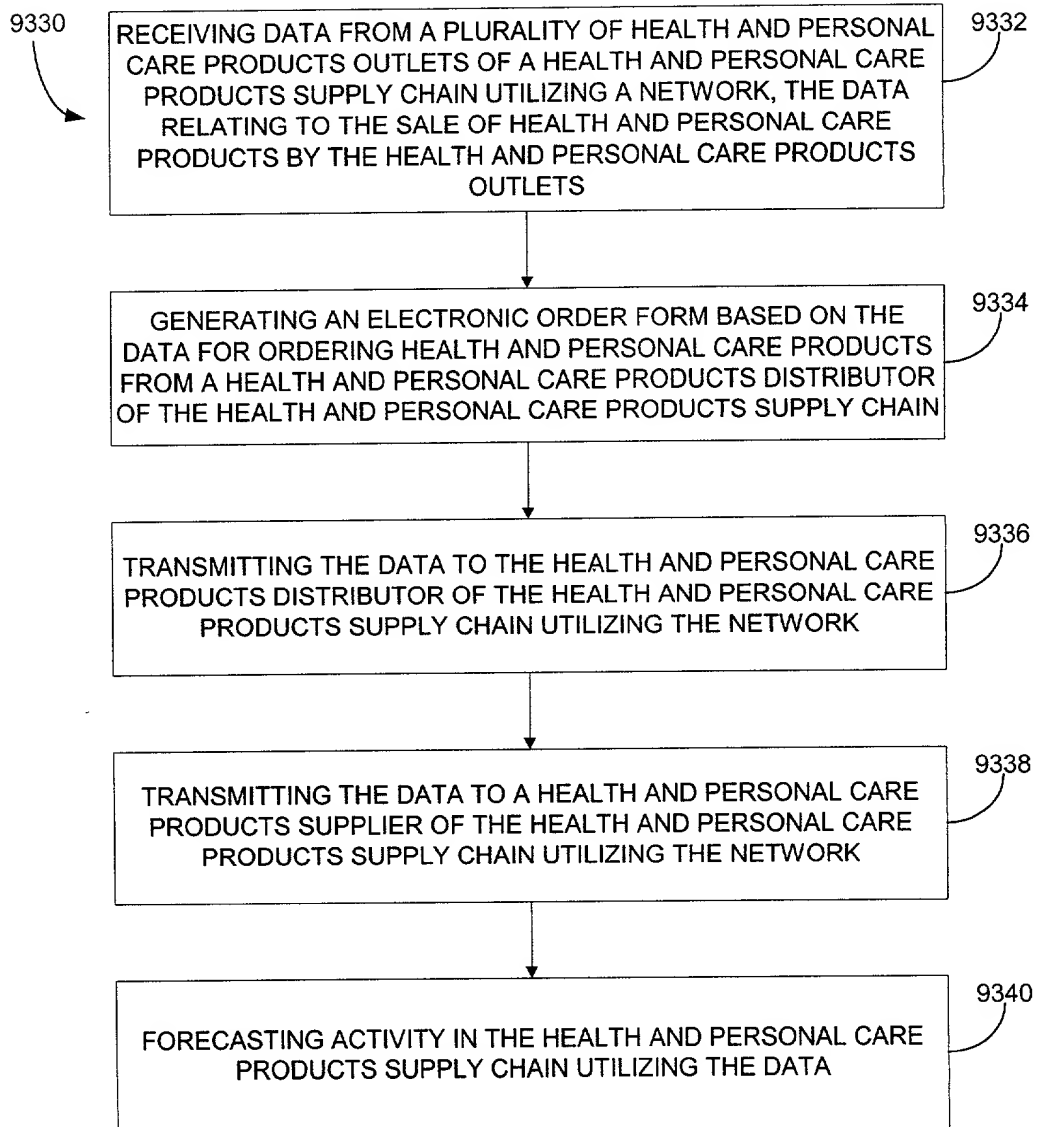 9330
RECEIVING DATA FROM A PLURALITY OF HEALTH AND PERSONAL
CARE PRODUCTS OUTLETS OF A HEALTH AND PERSONAL CARE
PRODUCTS SUPPLY CHAIN UTILIZING A NETWORK, THE DATA
RELATING TO THE SALE OF HEALTH AND PERSONAL CARE
PRODUCTS BY THE HEALTH AND PERSONAL CARE PRODUCTS
OUTLETS
9332
GENERATING AN ELECTRONIC ORDER FORM BASED ON THE
DATA FOR ORDERING HEALTH AND PERSONAL CARE PRODUCTS
FROM A HEALTH AND PERSONAL CARE PRODUCTS DISTRIBUTOR
OF THE HEALTH AND PERSONAL CARE PRODUCTS SUPPLY CHAIN
9334
TRANSMITTING THE DATA TO THE HEALTH AND PERSONAL CARE
PRODUCTS DISTRIBUTOR OF THE HEALTH AND PERSONAL CARE
PRODUCTS SUPPLY CHAIN UTILIZING THE NETWORK
9336
TRANSMITTING THE DATA TO A HEALTH AND PERSONAL CARE
PRODUCTS SUPPLIER OF THE HEALTH AND PERSONAL CARE
PRODUCTS SUPPLY CHAIN UTILIZING THE NETWORK
9338
FORECASTING ACTIVITY IN THE HEALTH AND PERSONAL CARE
PRODUCTS SUPPLY CHAIN UTILIZING THE DATA
9340